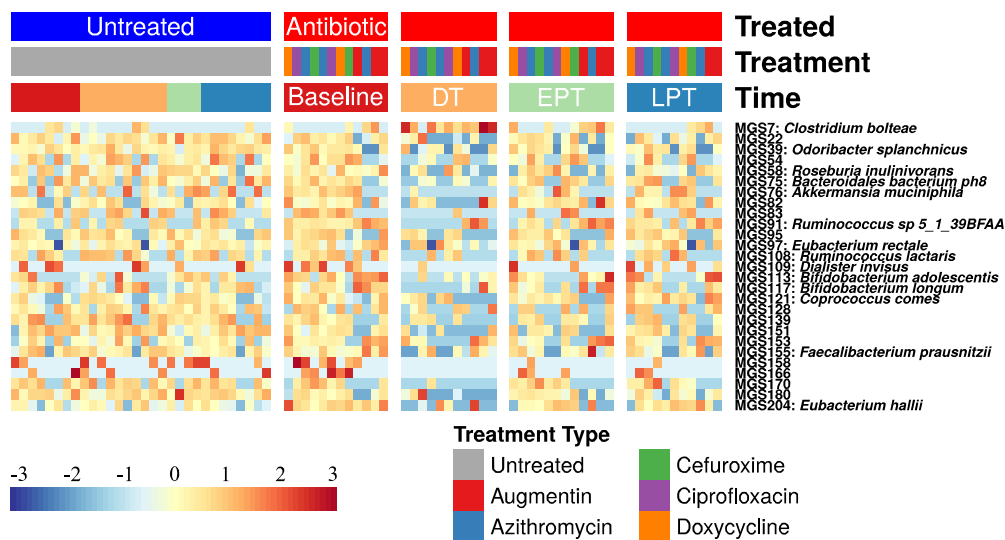 Untreated
Antibiotic
Treated
Treatment
Baseline
DT
EPT
LPT
Time
MGS7: Clostridium bolteae
MGS22
MGS53: Odoribacter splanchnicus
MGS54
MGS58: Roseburia inulinivorans
MGS75: Bacteroidales bacterium ph8
MGS76: Akkermansia muciniphila
MGS82
MGS83
MGS91: Ruminococcus sp 5_1_39BFAA
MGS95
MGS97: Eubacterium rectale
MGS108: Ruminococcus lactaris
MGS109: Dialister invisus
MGS113: Bifidobacterium adolescentis
MGS117: Bifidobacterium longum
MGS121: Coprococcus comes
MGS128
MGS139
MGS151
MGS153
MGS155: Faecalibacterium prausnitzii
MGS158
MGS166
MGS170
MGS180
MGS204: Eubacterium hallii
-3 -2 -1 0 1 2 3
Treatment Type
Untreated
Augmentin
Azithromycin
Cefuroxime
Ciprofloxacin
Doxycycline